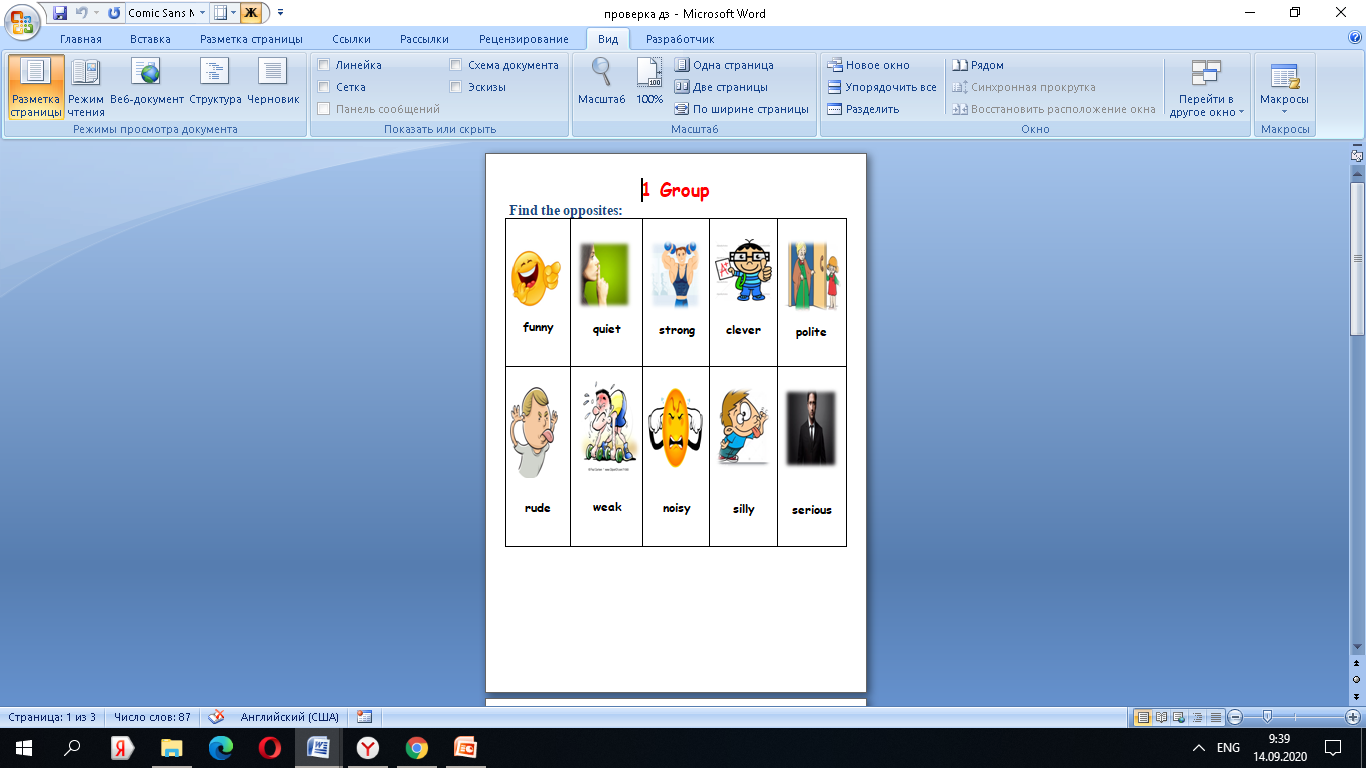 проверка дз - Microsoft Word
Comic Sans M
Ж
Главная Вставка Разметка страницы Ссылки Рассылки Рецензирование Вид Разработчик
Разметка страницы
Режим чтения
Веб-документ
Структура
Черновик
Режимы просмотра документа
Линейка
Сетка
Панель сообщений
Схема документа
Эскизы
Показать или скрыть
Масштаб
100%
Одна страница
Две страницы
По ширине страницы
Масштаб
Новое окно
Упорядочить все
Разделить
Рядом
Синхронная прокрутка
Восстановить расположение окна
Перейти в другое окно
Окно
Макросы
Макросы
1 Group
Find the opposites:
funny quiet strong clever polite
rude weak noisy silly serious
Страница: 1 из 3 Число слов: 87 Английский (США)
ENG
9:39
14.09.2020